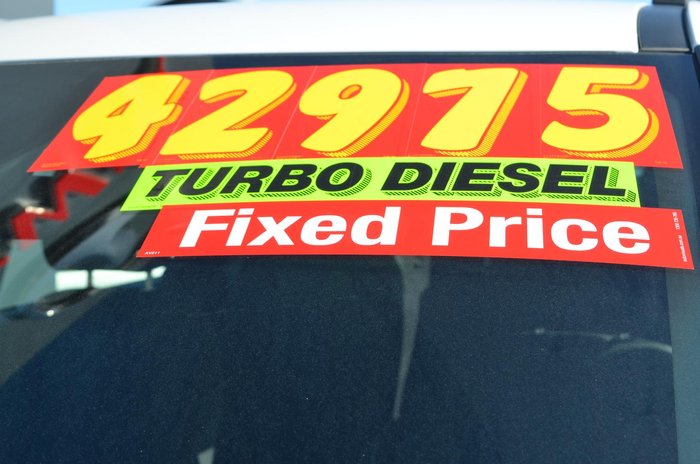 42975
TURBO DIESEL
Fixed Price